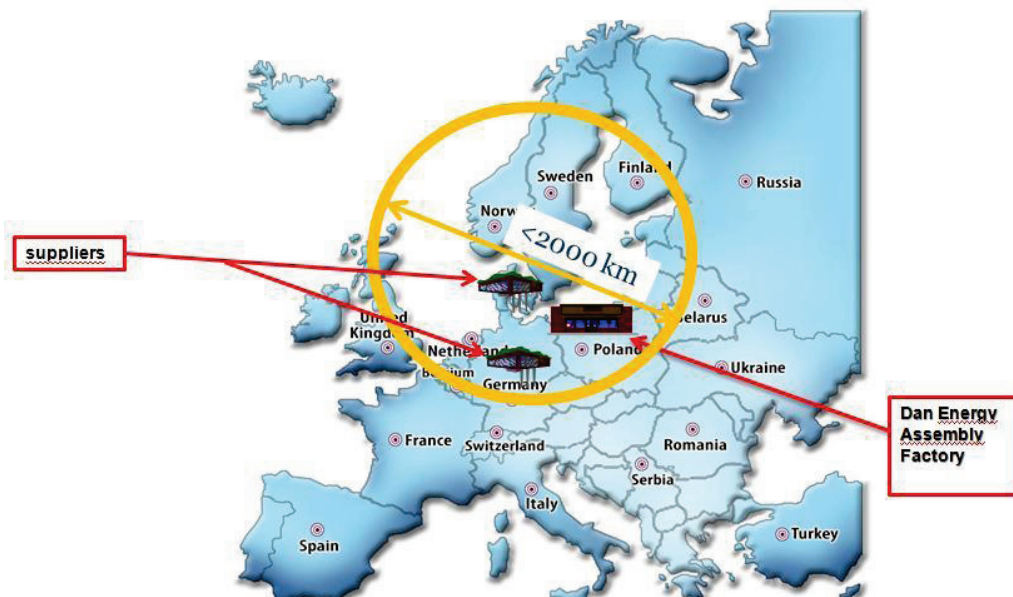 Finland
Sweden
Russia
Norw
<2000 km
suppliers
Belarus
United
Kingdom
Netherland
Poland
Belgium
Ukraine
Germany
Dan Energy
Assembly
Factory
France
Switzerland
Romania
Serbia
Italy
Turkey
Spain